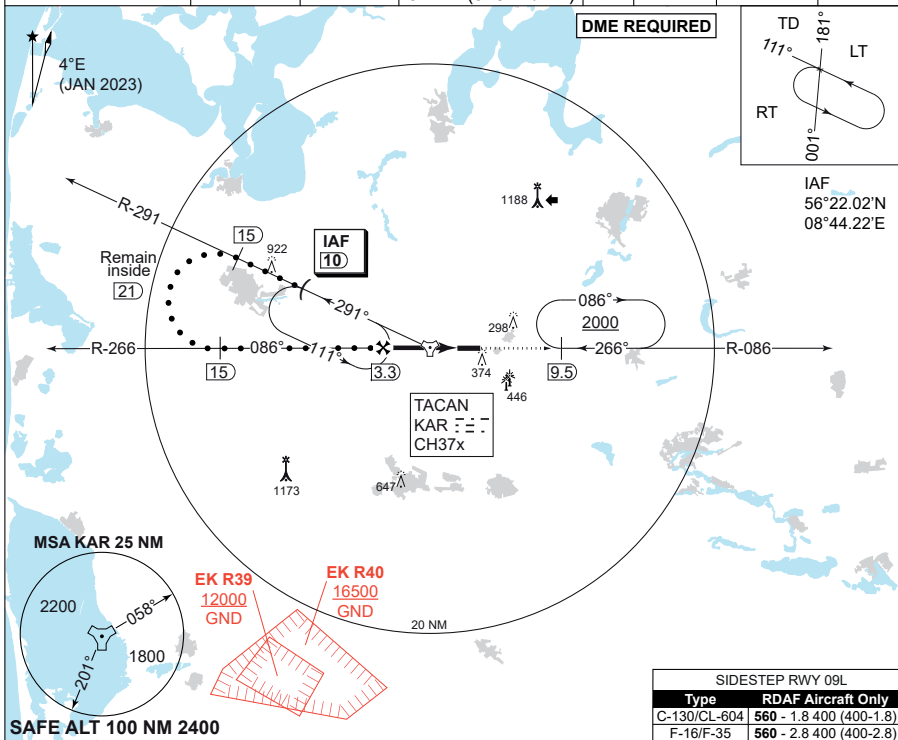 DME REQUIRED
4°E
(JAN 2023)
TD
181°
111°
LT
RT
001°
IAF
56°22.02'N
08°44.22'E
1188
R-291
15
922
IAF
10
Remain
inside
21
291°
086°
2000
298
R-266
086°
111°
266°
R-086
15
3.3
374
9.5
446
TACAN
KAR
CH37x
1173
647
MSA KAR 25 NM
2200
058°
1800
201°
EK R39
12000
GND
EK R40
16500
GND
20 NM
SAFE ALT 100 NM 2400
SIDESTEP RWY 09L
Type RDAF Aircraft Only
C-130/CL-604 560 - 1.8 400 (400-1.8)
F-16/F-35 560 - 2.8 400 (400-2.8)